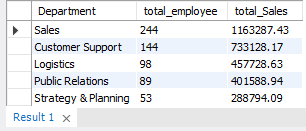 Department total_employee total_Sales
Sales 244 1163287.43
Customer Support 144 733128.17
Logistics 98 457728.63
Public Relations 89 401588.94
Strategy & Planning 53 288794.09
Result 1 ×